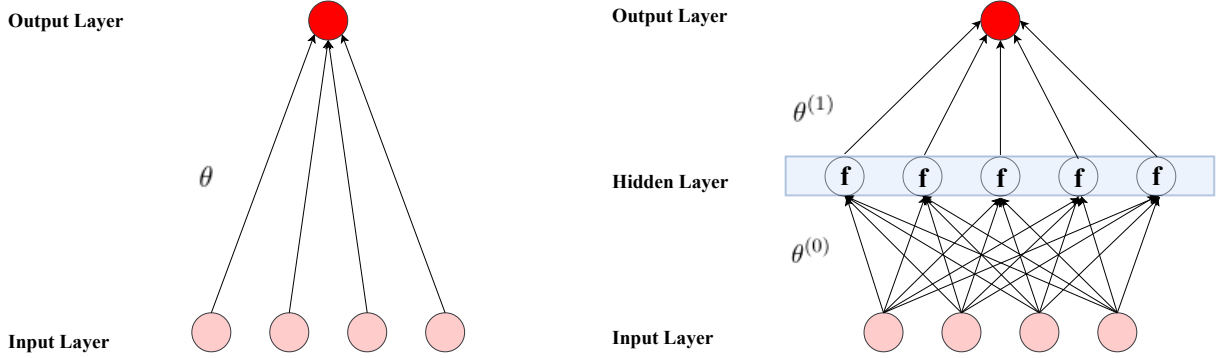 Output Layer
θ
Input Layer
Output Layer
θ^(1)
Hidden Layer
f f f f f
θ^(0)
Input Layer